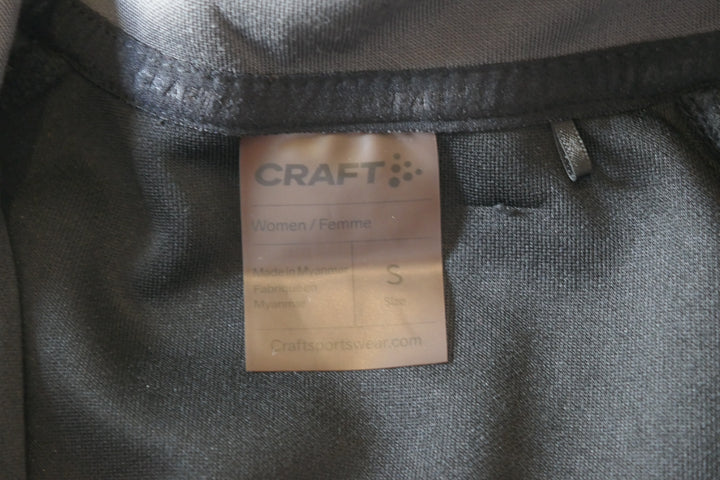 CRAFT
Women / Femme
Made in Myanmar
Fabriqué en
Myanmar
S
Size
Craftsportswear.com